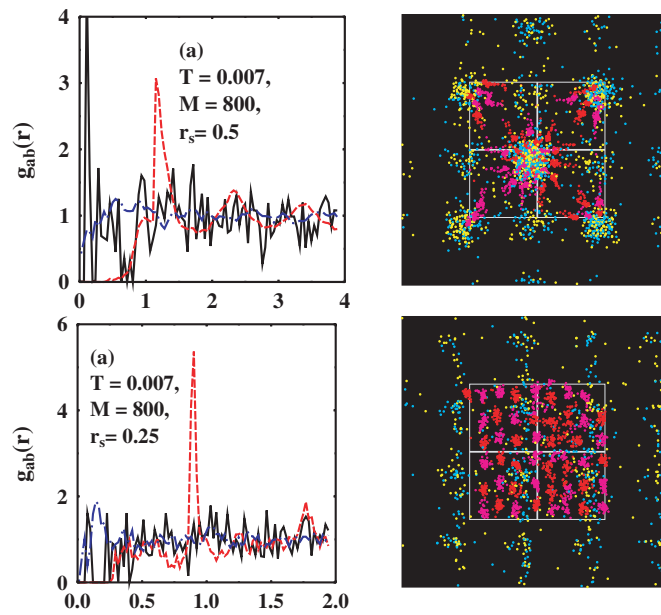 4
3
2
1
0
g_ab(r)
(a)
T = 0.007,
M = 800,
r_s= 0.5
0 1 2 3 4
6
4
2
0
g_ab(r)
(a)
T = 0.007,
M = 800,
r_s= 0.25
0.0 0.5 1.0 1.5 2.0